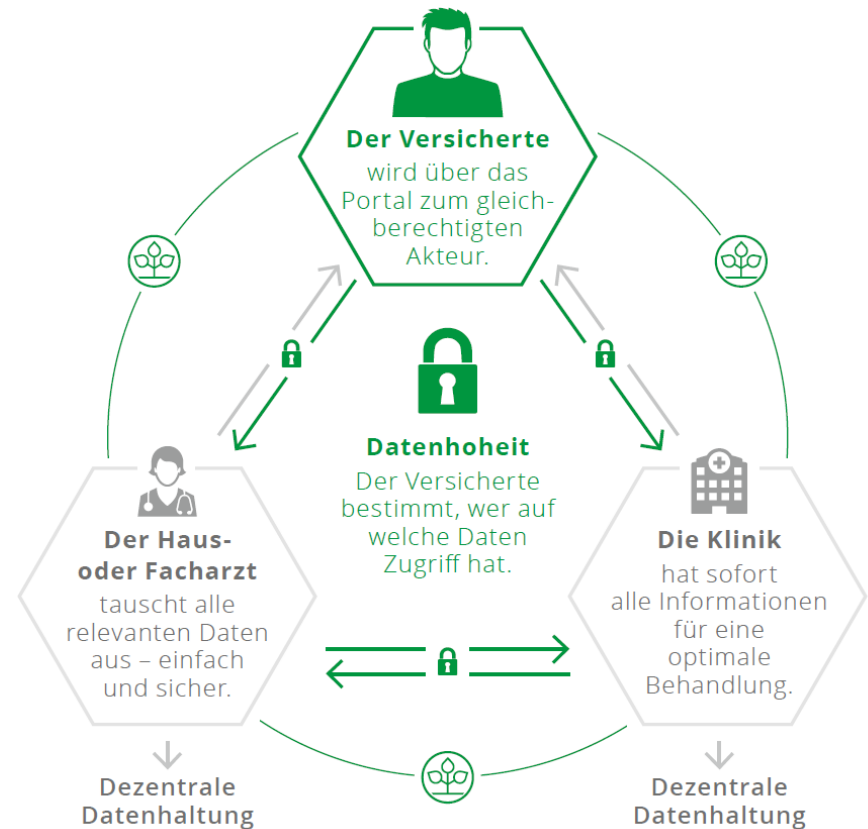 Der Versicherte
wird über das
Portal zum gleich-
berechtigten
Akteur.
Datenhoheit
Der Versicherte
bestimmt, wer auf
welche Daten
Zugriff hat.
Der Haus-
oder Facharzt
tauscht alle
relevanten Daten
aus – einfach
und sicher.
Die Klinik
hat sofort
alle Informationen
für eine
optimale
Behandlung.
Dezentrale
Datenhaltung
Dezentrale
Datenhaltung